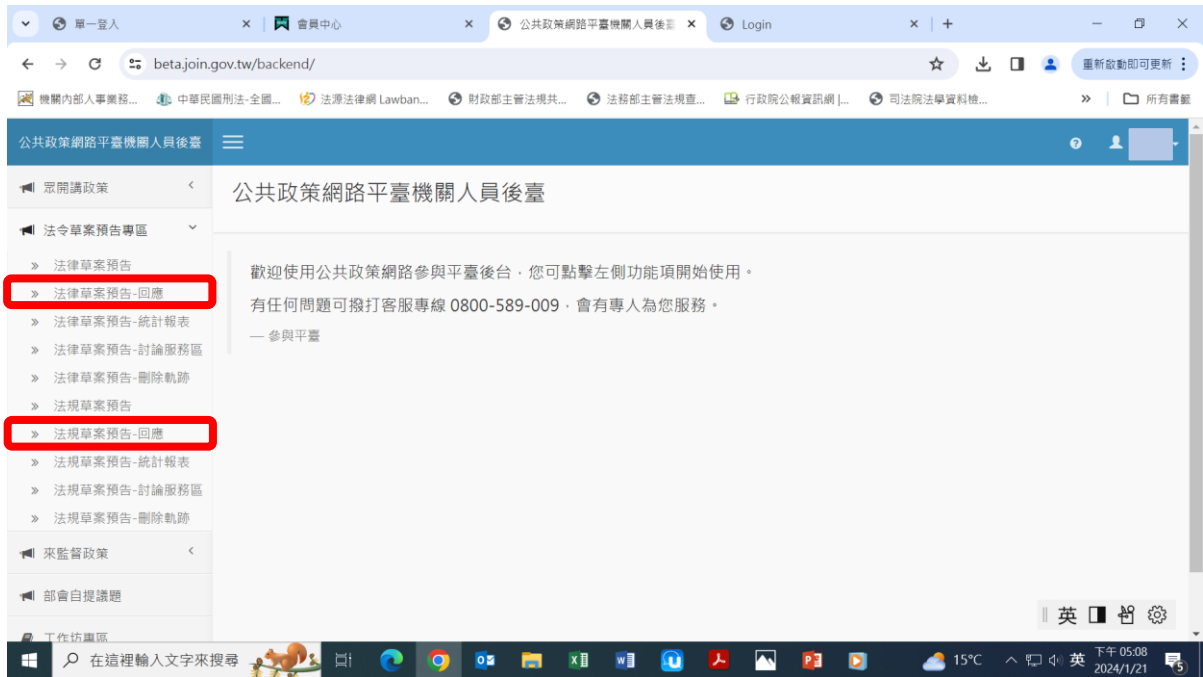 單一登入
會員中心
公共政策網路平臺機關人員後臺
Login
beta.join.gov.tw/backend/
重新啟動即可更新
機關內部人事業務...
中華民國刑法-全國...
法源法律網 Lawban...
財政部主管法規共...
法務部主管法規查...
行政院公報資訊網 |...
司法院法學資料檢...
所有書籤
公共政策網路平臺機關人員後臺
眾開講政策
公共政策網路平臺機關人員後臺
法令草案預告專區
法律草案預告
歡迎使用公共政策網路參與平臺後台，您可點擊左側功能項開始使用。
法律草案預告-回應
有任何問題可撥打客服專線 0800-589-009，會有專人為您服務。
法律草案預告-統計報表
— 參與平臺
法律草案預告-討論服務區
法律草案預告-刪除軌跡
法規草案預告
法規草案預告-回應
法規草案預告-統計報表
法規草案預告-討論服務區
法規草案預告-刪除軌跡
來監督政策
部會自提議題
英
工作坊專區
在這裡輸入文字來搜尋
15°C
英
下午 05:08
2024/1/21
5